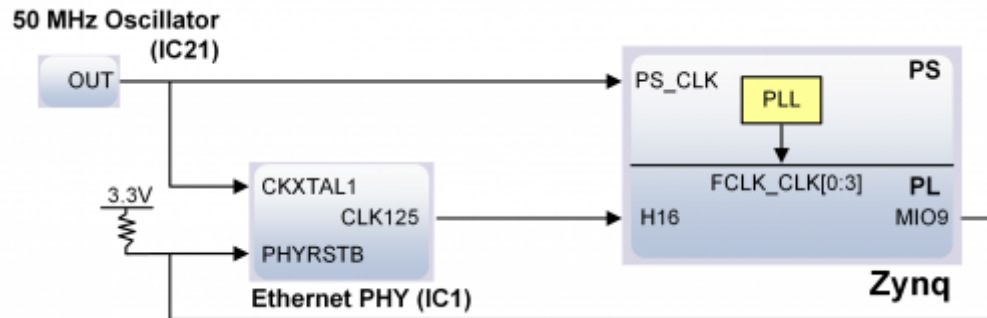 50 MHz Oscillator
(IC21)
OUT
PS_CLK
PS
PLL
3.3V
CKXTAL1
FCLK_CLK[0:3]
PL
CLK125
H16
MIO9
PHYRSTB
Zynq
Ethernet PHY (IC1)